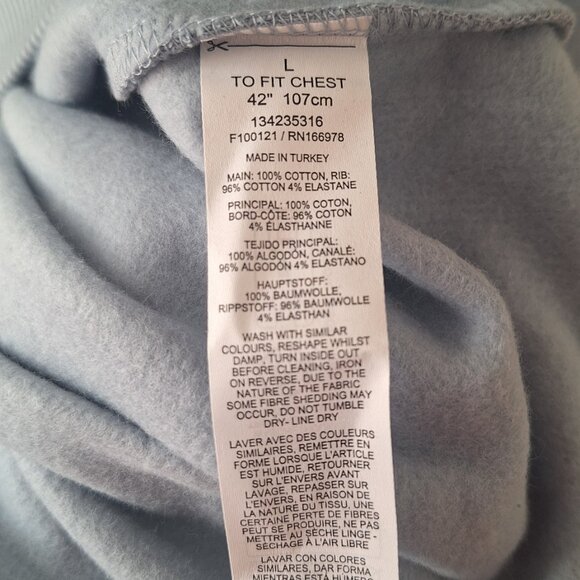 L
TO FIT CHEST
42" 107cm
134235316
F100121 / RN166978
MADE IN TURKEY
MAIN: 100% COTTON, RIB:
96% COTTON 4% ELASTANE
PRINCIPAL: 100% COTON,
BORD-CÔTE: 96% COTON
4% ÉLASTHANNE
TEJIDO PRINCIPAL:
100% ALGODÓN, CANALÉ:
96% ALGODÓN 4% ELASTANO
HAUPTSTOFF:
100% BAUMWOLLE,
RIPPSTOFF: 96% BAUMWOLLE
4% ELASTHAN
WASH WITH SIMILAR
COLOURS, RESHAPE WHILST
DAMP, TURN INSIDE OUT
BEFORE CLEANING, IRON
ON REVERSE, DUE TO THE
NATURE OF THE FABRIC
SOME FIBRE SHEDDING MAY
OCCUR, DO NOT TUMBLE
DRY- LINE DRY
LAVER AVEC DES COULEURS
SIMILAIRES, REMETTRE EN
FORME LORSQUE L'ARTICLE
EST HUMIDE, RETOURNER
SUR L'ENVERS AVANT
LAVAGE, REPASSER SUR
L'ENVERS, EN RAISON DE
LA NATURE DU TISSU, UNE
CERTAINE PERTE DE FIBRES
PEUT SE PRODUIRE, NE PAS
METTRE AU SÈCHE LINGE -
SÉCHAGE À L'AIR LIBRE
LAVAR CON COLORES
SIMILARES, DAR FORMA
MIENTRAS ESTÁ HÚMEDO